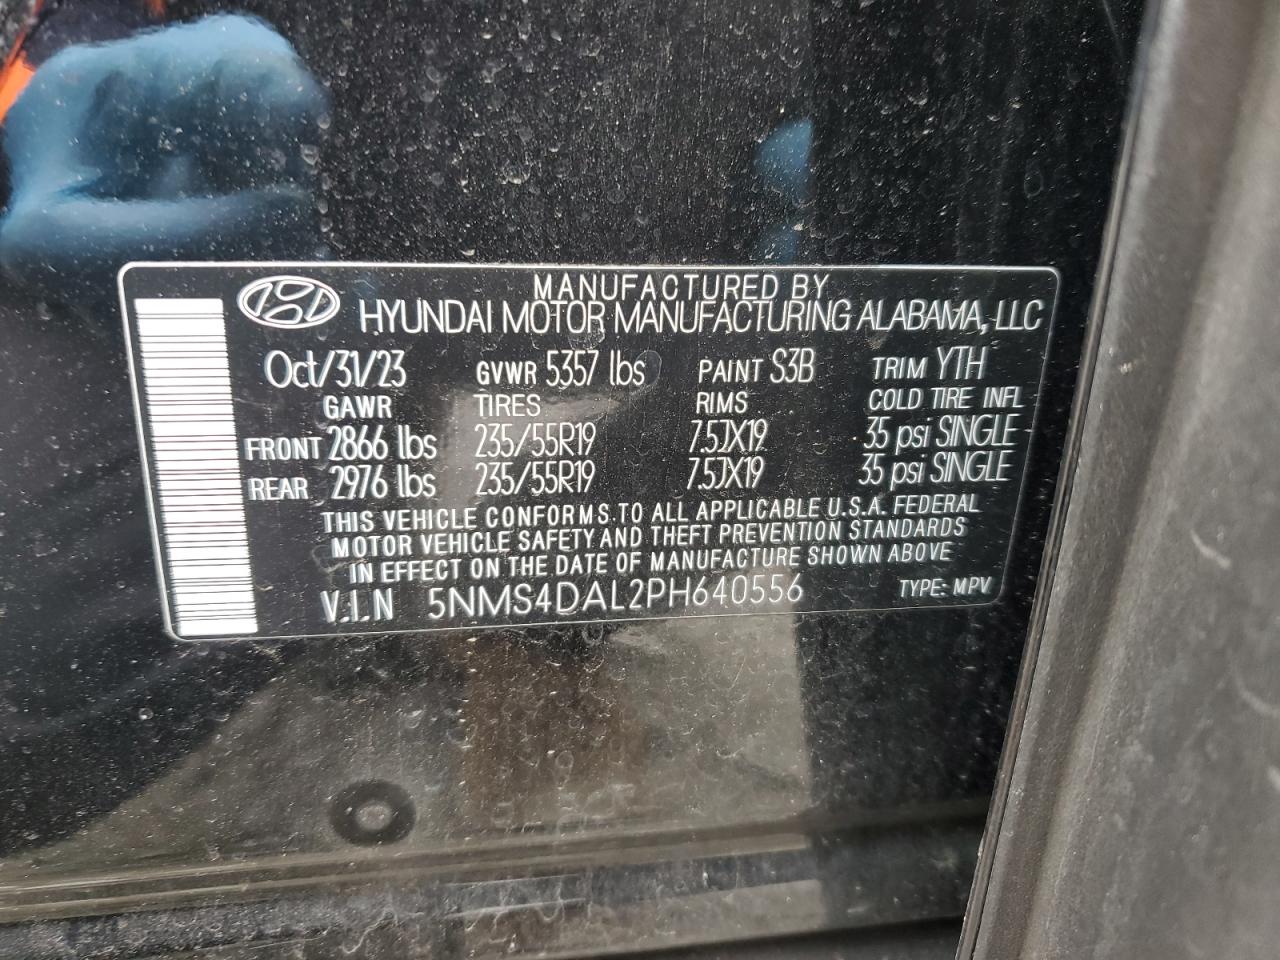 MANUFACTURED BY
HYUNDAI MOTOR MANUFACTURING ALABAMA, LLC
Oct/31/23 GVWR 5357 lbs PAINT S3B TRIM YTH
GAWR TIRES RIMS COLD TIRE INFL
FRONT 2866 lbs 235/55R19 7.5JX19 35 psi SINGLE
REAR 2976 lbs 235/55R19 7.5JX19 35 psi SINGLE
THIS VEHICLE CONFORMS TO ALL APPLICABLE U.S.A. FEDERAL
MOTOR VEHICLE SAFETY AND THEFT PREVENTION STANDARDS
IN EFFECT ON THE DATE OF MANUFACTURE SHOWN ABOVE
V.I.N 5NMS4DAL2PH640556 TYPE: MPV